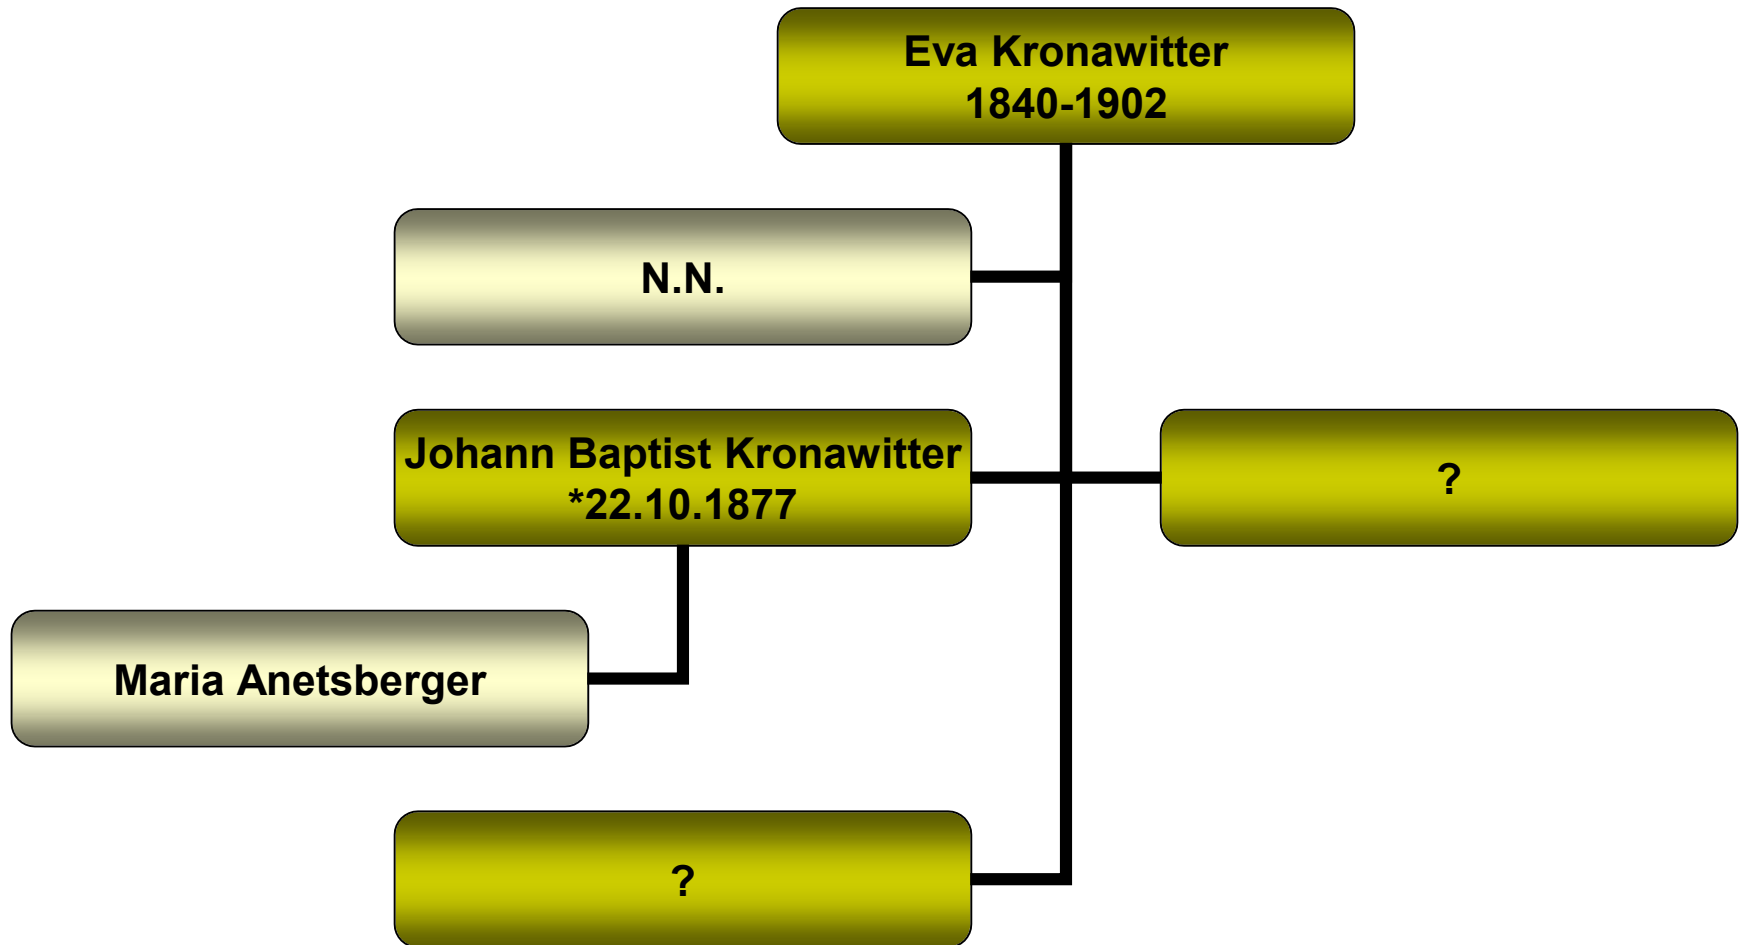 Eva Kronawitter
1840-1902
N.N.
Johann Baptist Kronawitter
*22.10.1877
?
Maria Anetsberger
?